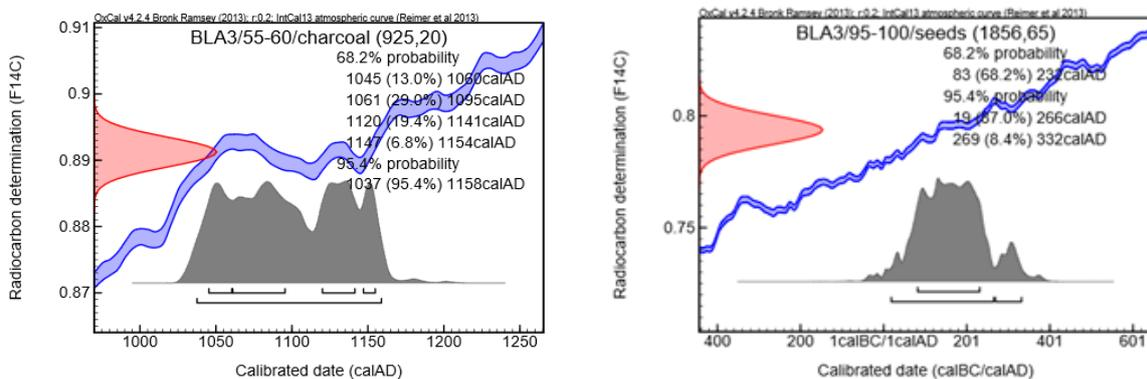 OxCal v4.2.4 Bronk Ramsey (2013); r:0.2; IntCal13 atmospheric curve (Reimer et al 2013)
BLA3/55-60/charcoal (925,20)
68.2% probability
1045 (13.0%) 1060calAD
1061 (29.0%) 1095calAD
1120 (19.4%) 1141calAD
1147 (6.8%) 1154calAD
95.4% probability
1037 (95.4%) 1158calAD
Radiocarbon determination (F14C)
0.91
0.9
0.89
0.88
0.87
1000 1050 1100 1150 1200 1250
Calibrated date (calAD)
OxCal v4.2.4 Bronk Ramsey (2013); r:0.2; IntCal13 atmospheric curve (Reimer et al 2013)
BLA3/95-100/seeds (1856,65)
68.2% probability
83 (68.2%) 232calAD
95.4% probability
19 (87.0%) 266calAD
269 (8.4%) 332calAD
Radiocarbon determination (F14C)
0.8
0.75
400 200 1calBC/1calAD 201 401 601
Calibrated date (calBC/calAD)